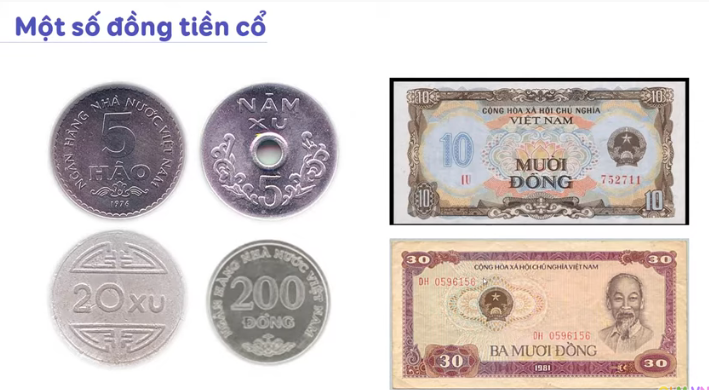 Một số đồng tiền cổ
NGÂN HÀNG NHÀ NƯỚC VIỆT NAM
5
HÀO
1976
NĂM
XU
5
10
10
CỘNG HÒA XÃ HỘI CHỦ NGHĨA
VIỆT NAM
10
MƯỜI
ĐỒNG
IU
752711
10
10
20 XU
NGÂN HÀNG NHÀ NƯỚC VIỆT NAM
200
ĐỒNG
30
30
CỘNG HÒA XÃ HỘI CHỦ NGHĨA VIỆT NAM
DH 0596156
DH 0596156
BA MƯƠI ĐỒNG
30
1981
30